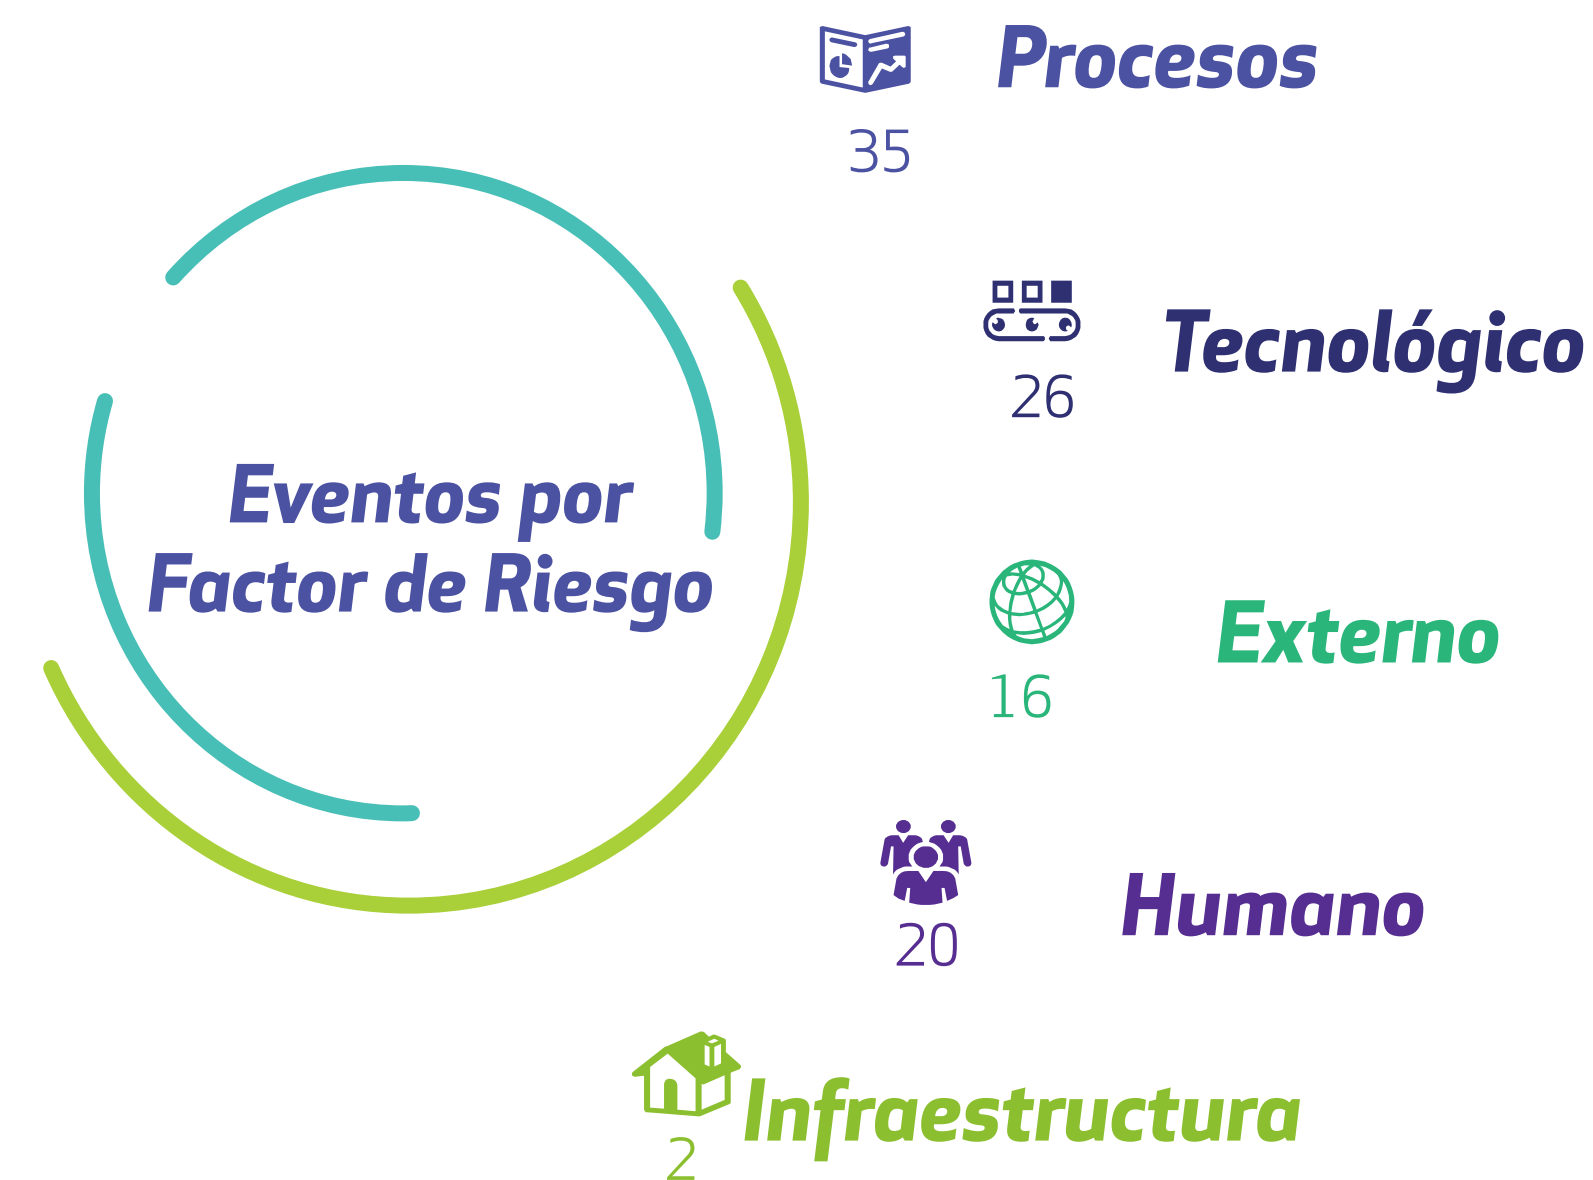 Procesos
35
Tecnológico
26
Eventos por
Factor de Riesgo
Externo
16
Humano
20
Infraestructura
2